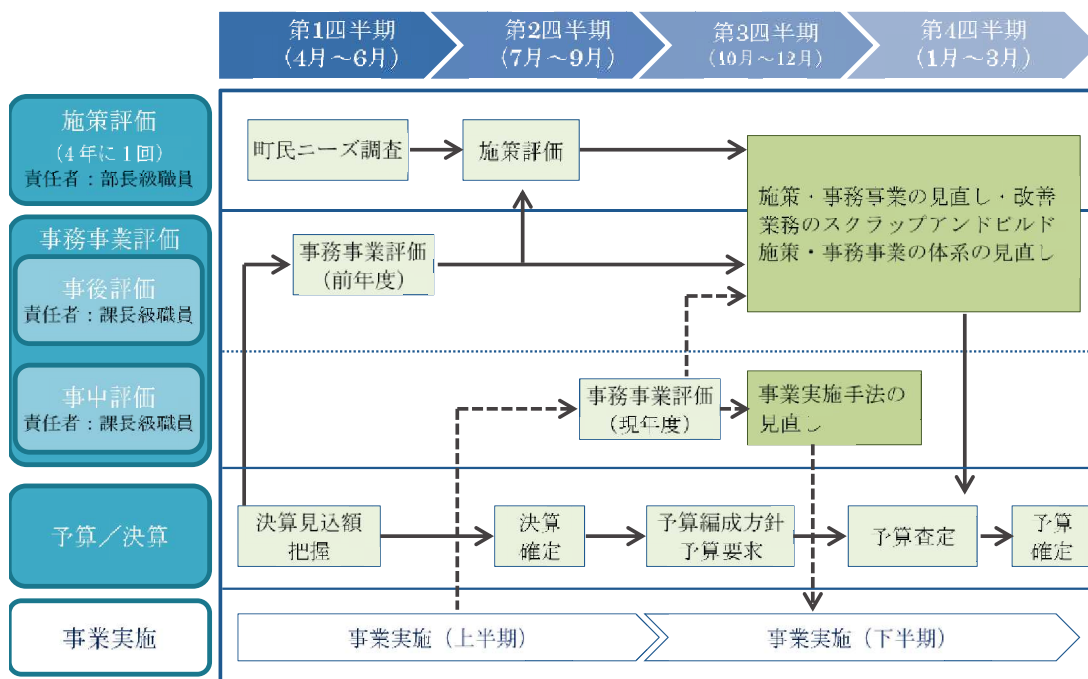 第1四半期
(4月～6月)
第2四半期
(7月～9月)
第3四半期
(10月～12月)
第4四半期
(1月～3月)
施策評価
(4年に1回)
責任者：部長級職員
町民ニーズ調査
施策評価
施策・事務事業の見直し・改善
業務のスクラップアンドビルド
施策・事務事業の体系の見直し
事務事業評価
事後評価
責任者：課長級職員
事務事業評価
(前年度)
事中評価
責任者：課長級職員
事務事業評価
(現年度)
事業実施手法の
見直し
予算／決算
決算見込額
把握
決算
確定
予算編成方針
予算要求
予算査定
予算
確定
事業実施
事業実施（上半期）
事業実施（下半期）